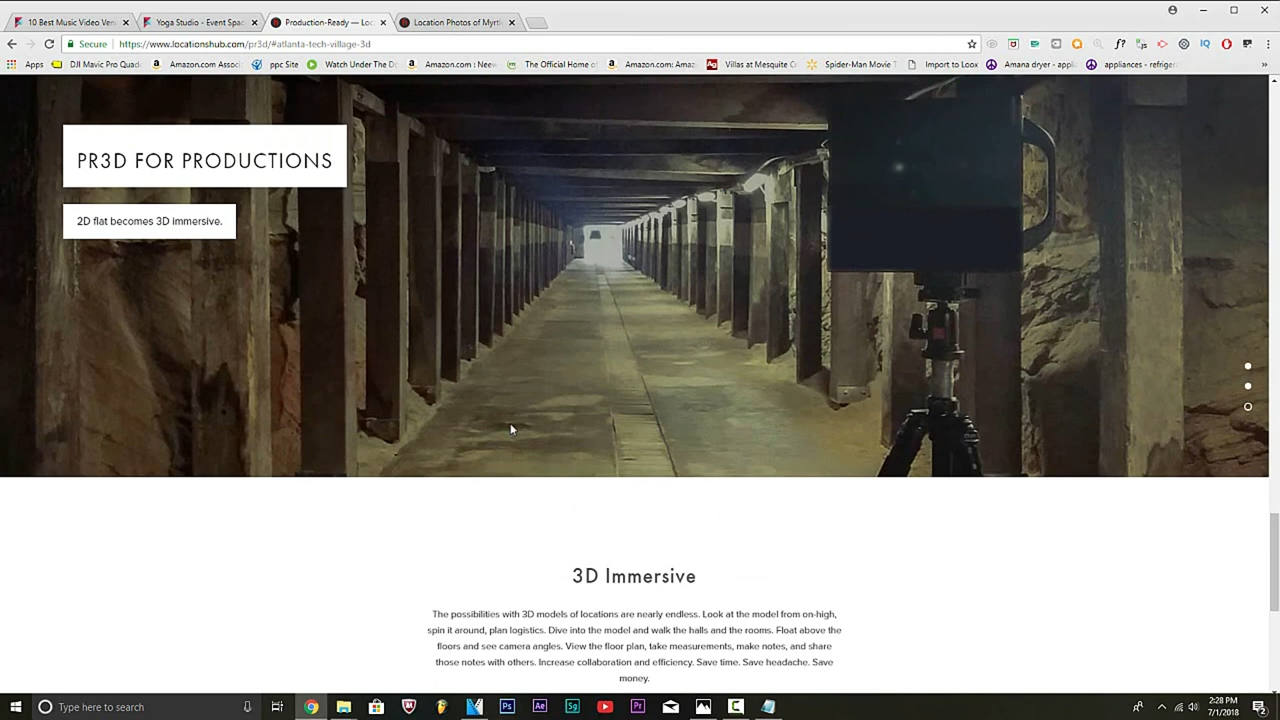 10 Best Music Video Ven
Yoga Studio - Event Spac
Production-Ready — Loc
Location Photos of Myrtl
Secure
https://www.locationshub.com/pr3d/#atlanta-tech-village-3d
Apps
DJI Mavic Pro Quad
Amazon.com Associ
ppc Site
Watch Under The Do
Amazon.com : New
The Official Home of
Amazon.com: Amaz
Villas at Mesquite C
Spider-Man Movie T
Import to Loox
Amana dryer - appli
appliances - refriger
PR3D FOR PRODUCTIONS
2D flat becomes 3D immersive.
3D Immersive
The possibilities with 3D models of locations are nearly endless. Look at the model from on-high,
spin it around, plan logistics. Dive into the model and walk the halls and the rooms. Float above the
floors and see camera angles. View the floor plan, take measurements, make notes, and share
those notes with others. Increase collaboration and efficiency. Save time. Save headache. Save
money.
Type here to search
2:28 PM
7/1/2018